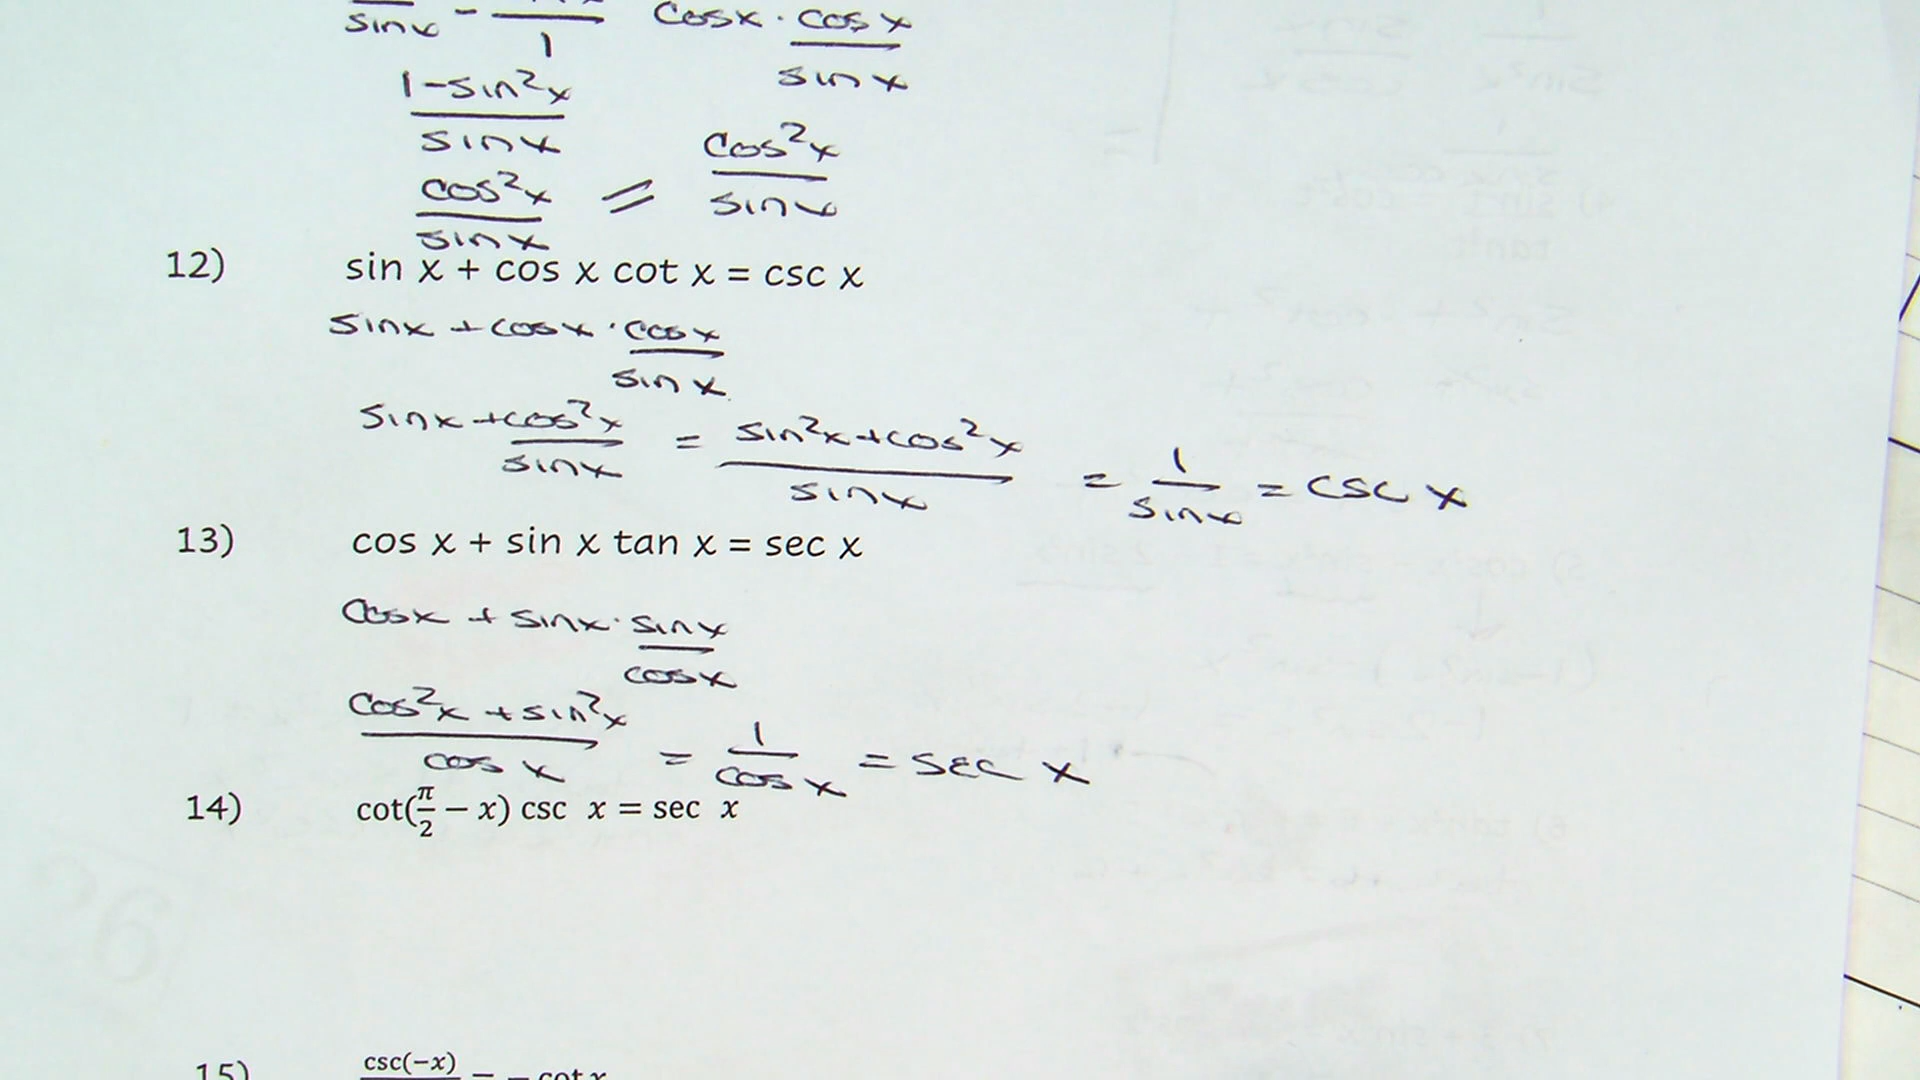 sinx - 1 cosx · cosx / sinx
1-sin²x / sinx
cos²x / sinx = cos²x / sinx
12) sin x + cos x cot x = csc x
sinx + cosx · cosx / sinx
sinx + cos²x / sinx = sin²x + cos²x / sinx = 1 / sinx = csc x
13) cos x + sin x tan x = sec x
cosx + sinx · sinx / cosx
cos²x + sin²x / cos x = 1 / cos x = sec x
14) cot(π/2 − x) csc x = sec x
15) csc(−x) = − cot x